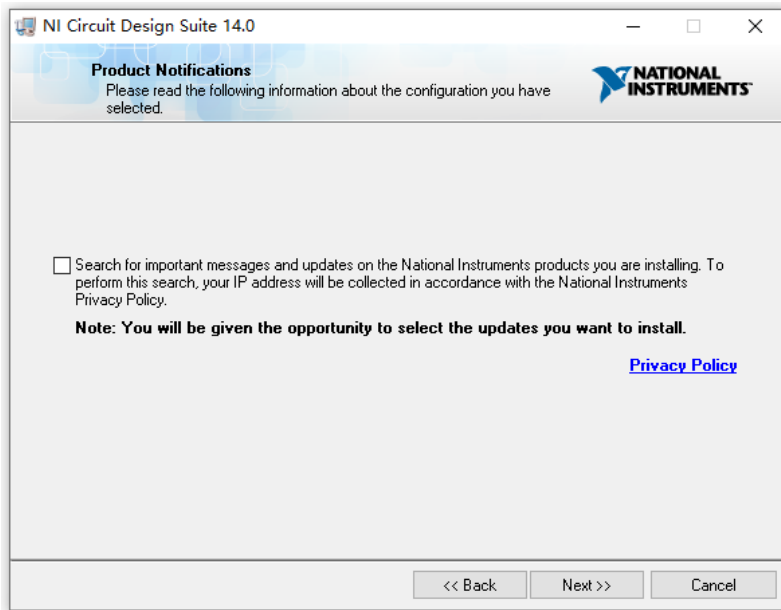 NI Circuit Design Suite 14.0
Product Notifications
Please read the following information about the configuration you have
selected.
NATIONAL
INSTRUMENTS™
Search for important messages and updates on the National Instruments products you are installing. To
perform this search, your IP address will be collected in accordance with the National Instruments
Privacy Policy.
Note: You will be given the opportunity to select the updates you want to install.
Privacy Policy
<< Back
Next >>
Cancel